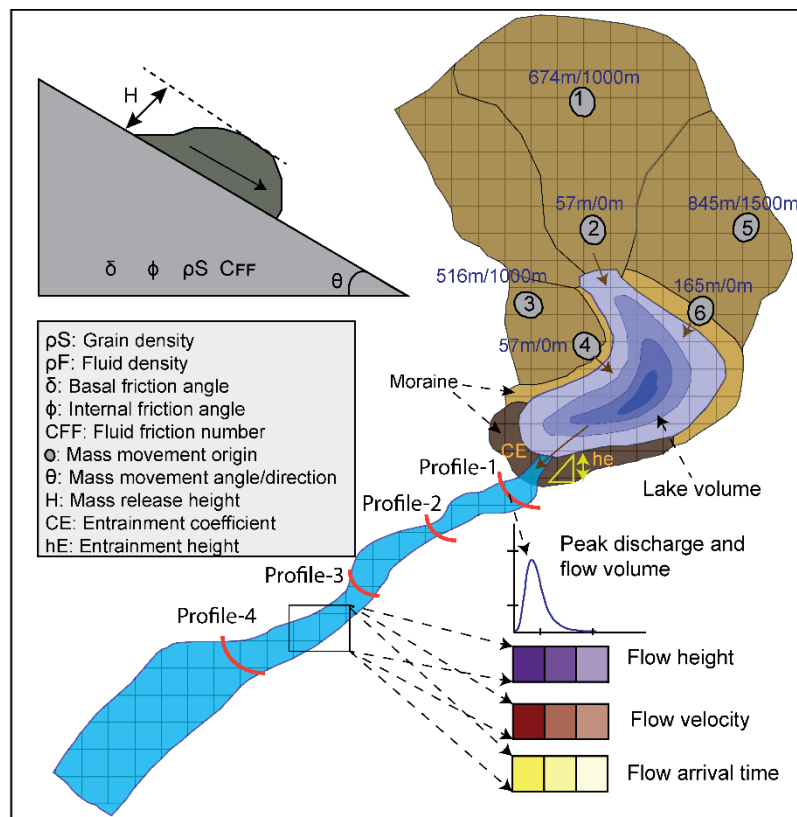 H
δ ϕ ρS CFF
θ
674m/1000m
1
57m/0m
2
845m/1500m
5
516m/1000m
3
165m/0m
6
57m/0m
4
ρS: Grain density
ρF: Fluid density
δ: Basal friction angle
ϕ: Internal friction angle
CFF: Fluid friction number
: Mass movement origin
θ: Mass movement angle/direction
H: Mass release height
CE: Entrainment coefficient
hE: Entrainment height
Moraine
CE
he
Lake volume
Profile-1
Profile-2
Profile-3
Profile-4
Peak discharge and
flow volume
Flow height
Flow velocity
Flow arrival time